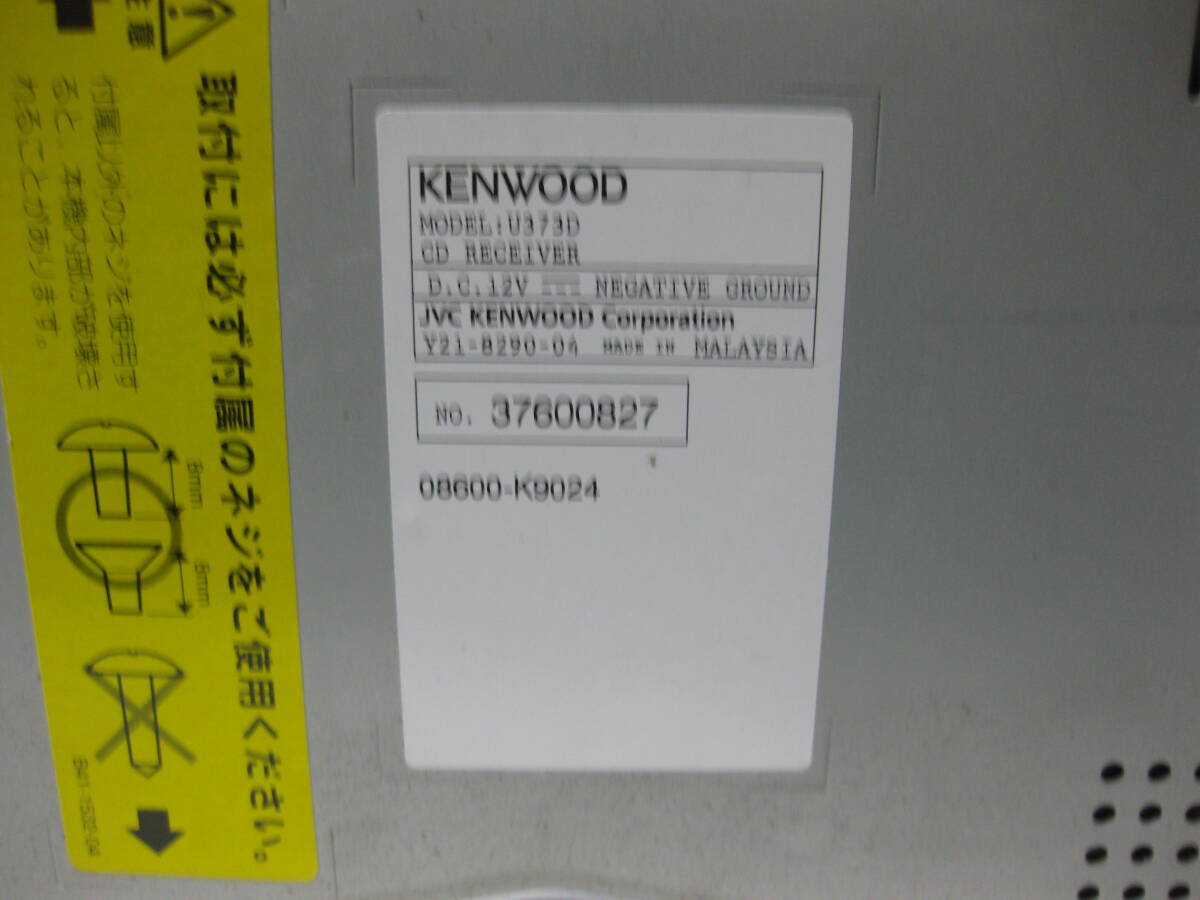 KENWOOD
MODEL:U373D
CD RECEIVER
D.C.12V NEGATIVE GROUND
JVC KENWOOD Corporation
Y21-8290-04 MADE IN MALAYSIA
NO. 37600827
08600-K9024
注意
取付には必ず付属のネジをご使用ください。
付属以外のネジを使用す
ると、本機内部が破損さ
れることがあります。
8mm
8mm